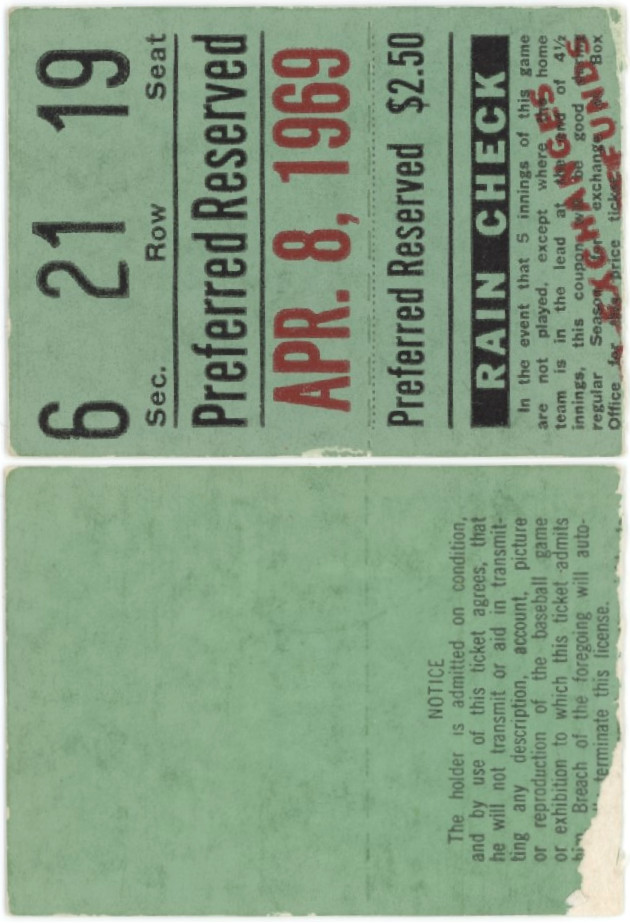 6 21 19
Sec. Row Seat
Preferred Reserved
APR. 8, 1969
Preferred Reserved $2.50
RAIN CHECK
In the event that 5 innings of this game
are not played, except where the home
team is in the lead at the end of 4½
innings, this coupon will be good
regular Season for exchange Box
Office for this price ticket
EXCHANGES
REFUNDS
NOTICE
The holder is admitted on condition,
and by use of this ticket agrees, that
he will not transmit or aid in transmit-
ting any description, account, picture
or reproduction of the baseball game
or exhibition to which this ticket admits
him. Breach of the foregoing will auto-
terminate this license.